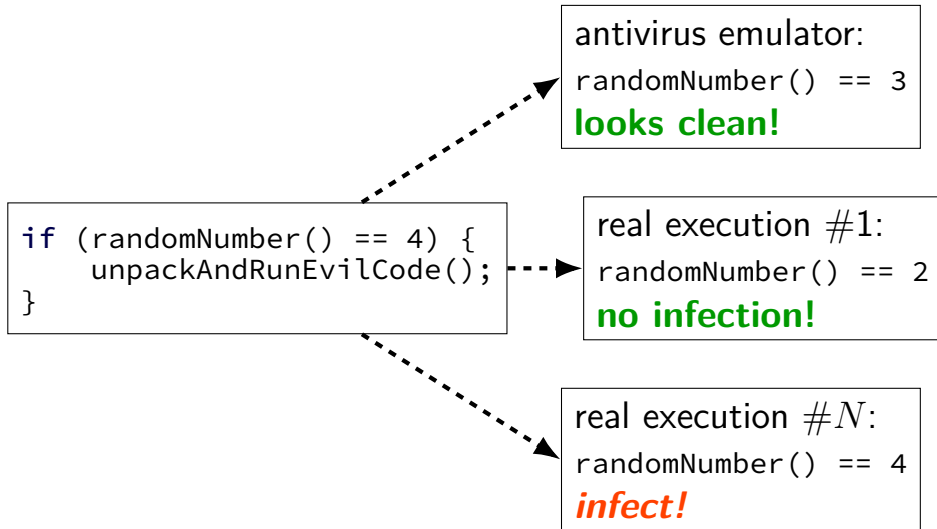 antivirus emulator:
randomNumber() == 3
looks clean!
if (randomNumber() == 4) {
    unpackAndRunEvilCode();
}
real execution #1:
randomNumber() == 2
no infection!
real execution #N:
randomNumber() == 4
infect!